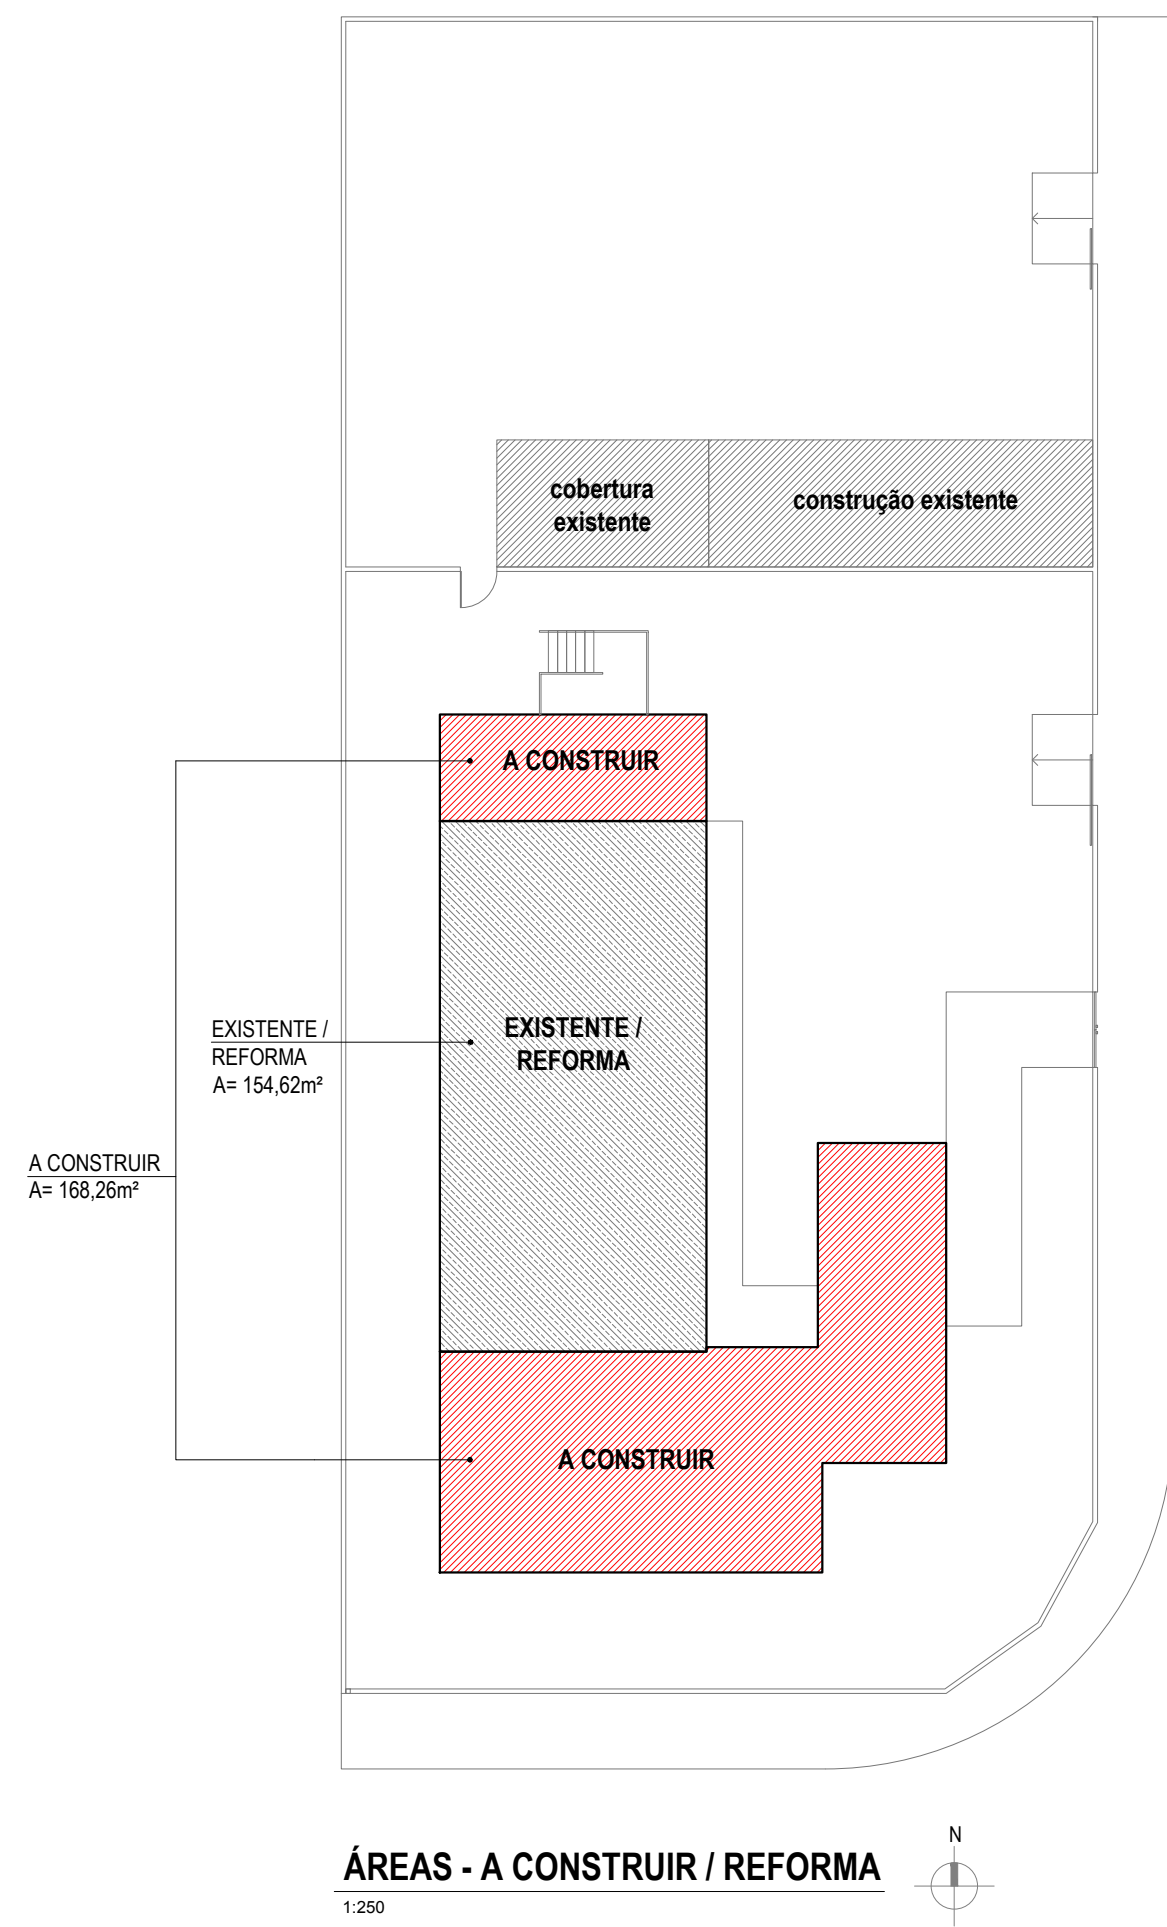 cobertura
existente
construção existente
A CONSTRUIR
EXISTENTE /
REFORMA
A= 154,62m²
EXISTENTE /
REFORMA
A CONSTRUIR
A= 168,26m²
A CONSTRUIR
N
ÁREAS - A CONSTRUIR / REFORMA
1:250